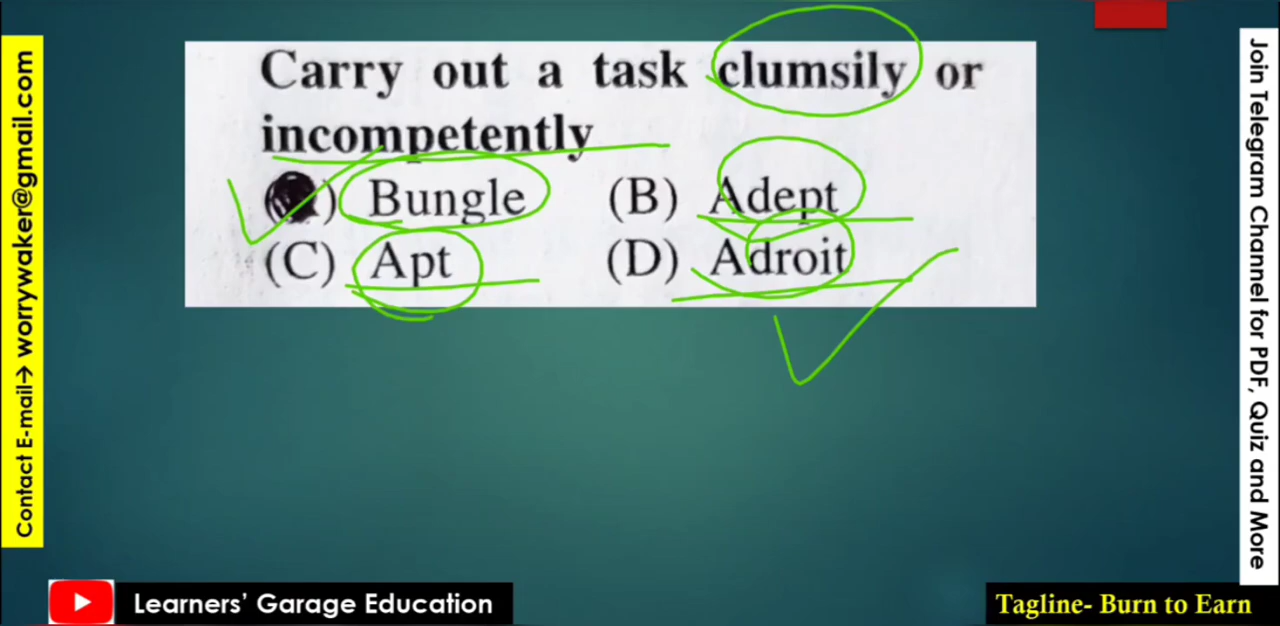 Carry out a task clumsily or
incompetently
) Bungle (B) Adept
(C) Apt (D) Adroit
Contact E-mail→ worrywaker@gmail.com
Join Telegram Channel for PDF, Quiz and More
Learners’ Garage Education
Tagline- Burn to Earn